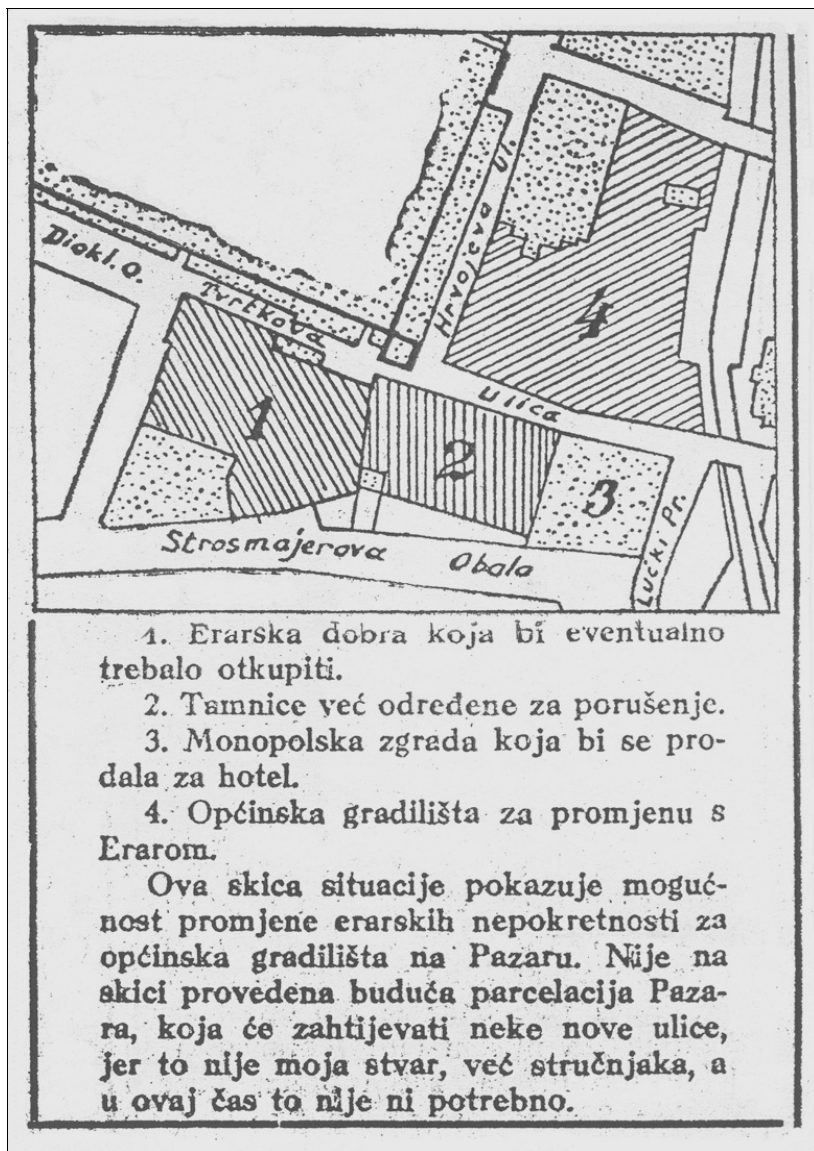 Diokl. O.
Tvrtkova
Hrvojeva Ul.
4
Ulica
1
2
3
Strosmajerova Obala
Lučki Pr.
1. Erarska dobra koja bi eventualno
trebalo otkupiti.
2. Tamnice već određene za porušenje.
3. Monopolska zgrada koja bi se pro-
dala za hotel.
4. Općinska gradilišta za promjenu s
Erarom.
Ova skica situacije pokazuje moguć-
nost promjene erarskih nepokretnosti za
općinska gradilišta na Pazaru. Nije na
skici provedena buduća parcelacija Paza-
ra, koja će zahtijevati neke nove ulice,
jer to nije moja stvar, već stručnjaka, a
u ovaj čas to nije ni potrebno.